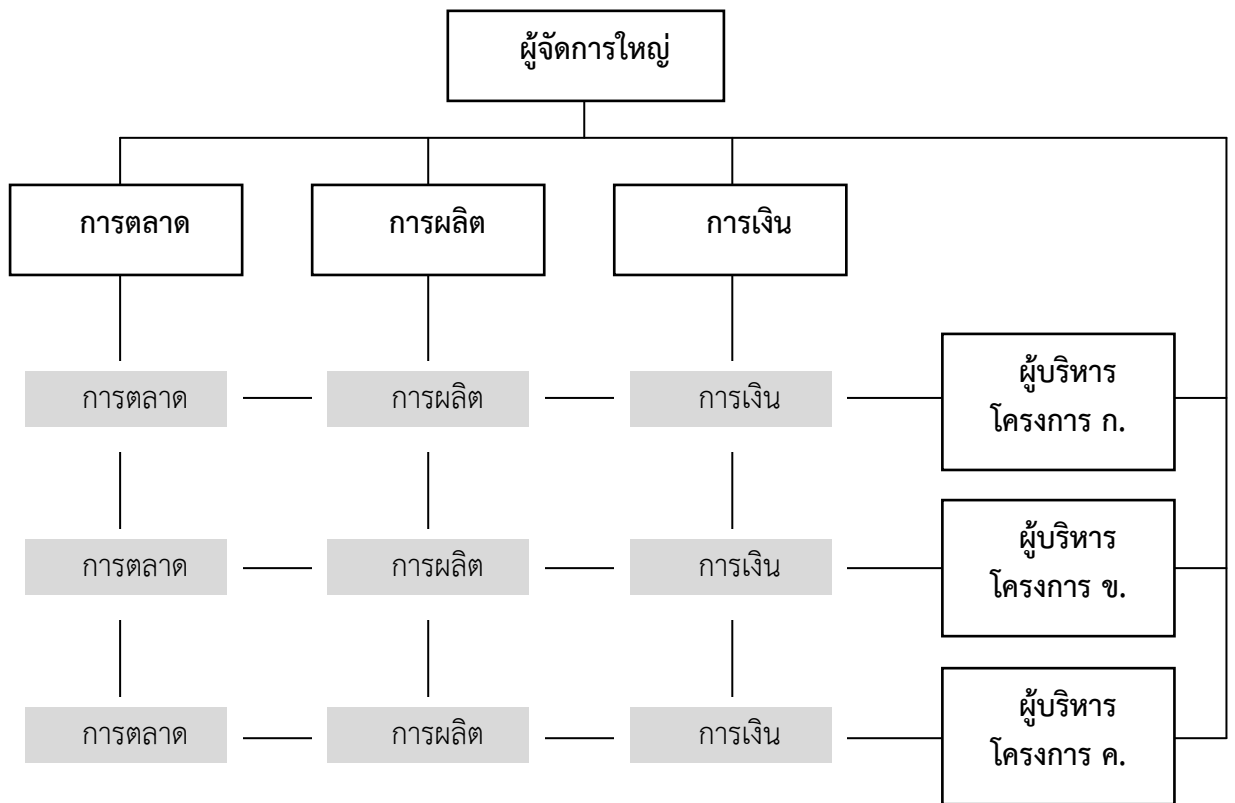 ผู้จัดการใหญ่
การตลาด
การผลิต
การเงิน
การตลาด
การผลิต
การเงิน
ผู้บริหาร
โครงการ ก.
การตลาด
การผลิต
การเงิน
ผู้บริหาร
โครงการ ข.
การตลาด
การผลิต
การเงิน
ผู้บริหาร
โครงการ ค.